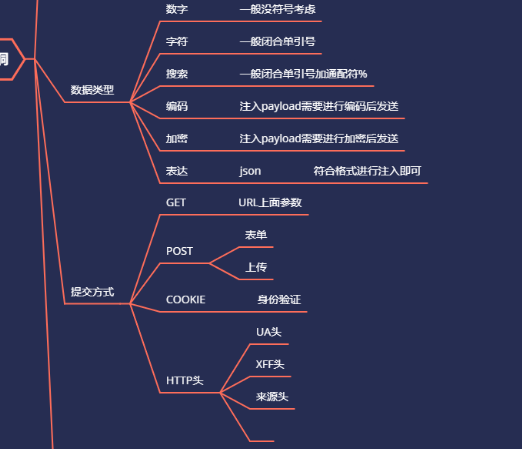 数字 一般没符号考虑
字符 一般闭合单引号
搜索 一般闭合单引号加通配符%
数据类型
编码 注入payload需要进行编码后发送
加密 注入payload需要进行加密后发送
表达 json 符合格式进行注入即可
GET URL上面参数
表单
POST
上传
提交方式
COOKIE 身份验证
UA头
XFF头
HTTP头
来源头